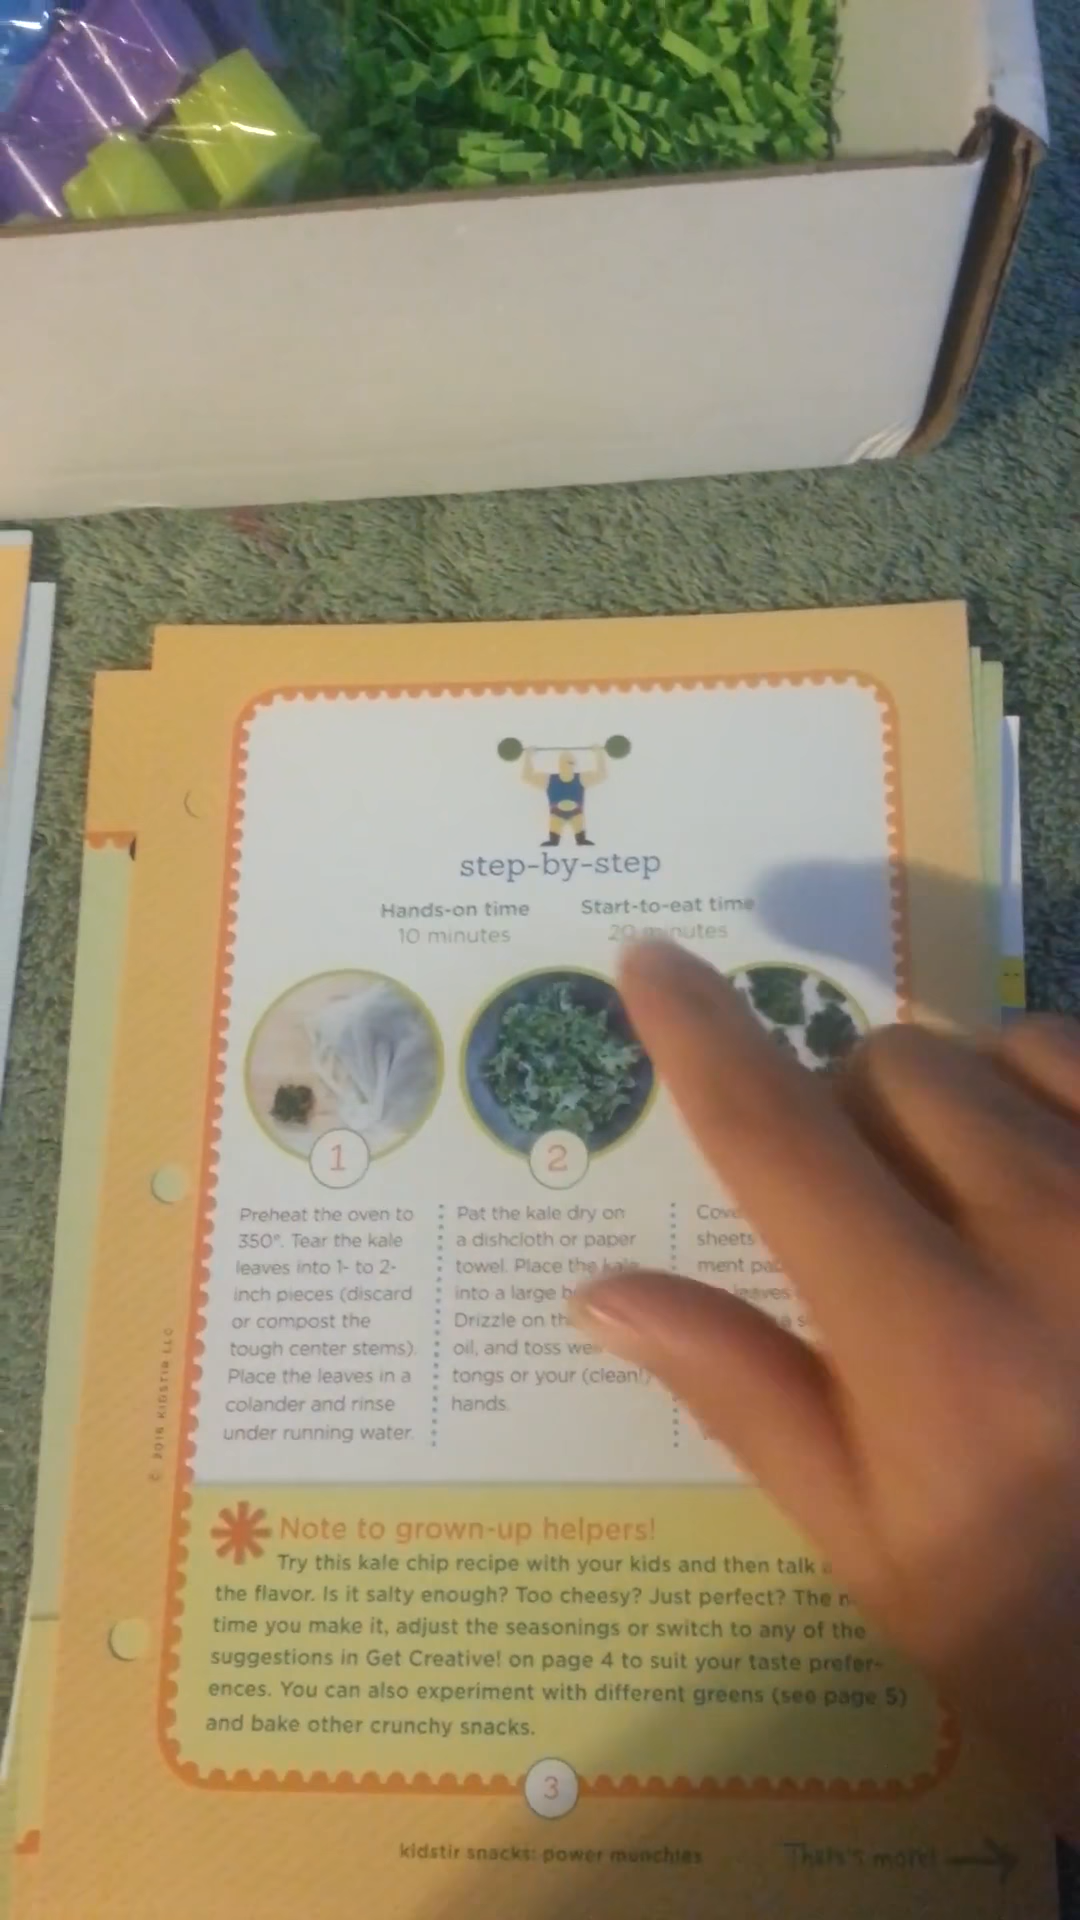 step-by-step
Hands-on time
10 minutes
Start-to-eat time
20 minutes
1
Preheat the oven to
350°. Tear the kale
leaves into 1- to 2-
inch pieces (discard
or compost the
tough center stems).
Place the leaves in a
colander and rinse
under running water.
2
Pat the kale dry on
a dishcloth or paper
towel. Place the kale
into a large
Drizzle on
oil, and toss
tongs or your (clean!)
hands.
sheets
leaves
Note to grown-up helpers!
Try this kale chip recipe with your kids and then talk
the flavor. Is it salty enough? Too cheesy? Just perfect? The
time you make it, adjust the seasonings or switch to any of the
suggestions in Get Creative! on page 4 to suit your taste prefer-
ences. You can also experiment with different greens (see page 5)
and bake other crunchy snacks.
3
kidstir snacks: power munchies
There's more!
© 2016 KIDSTIR LLC